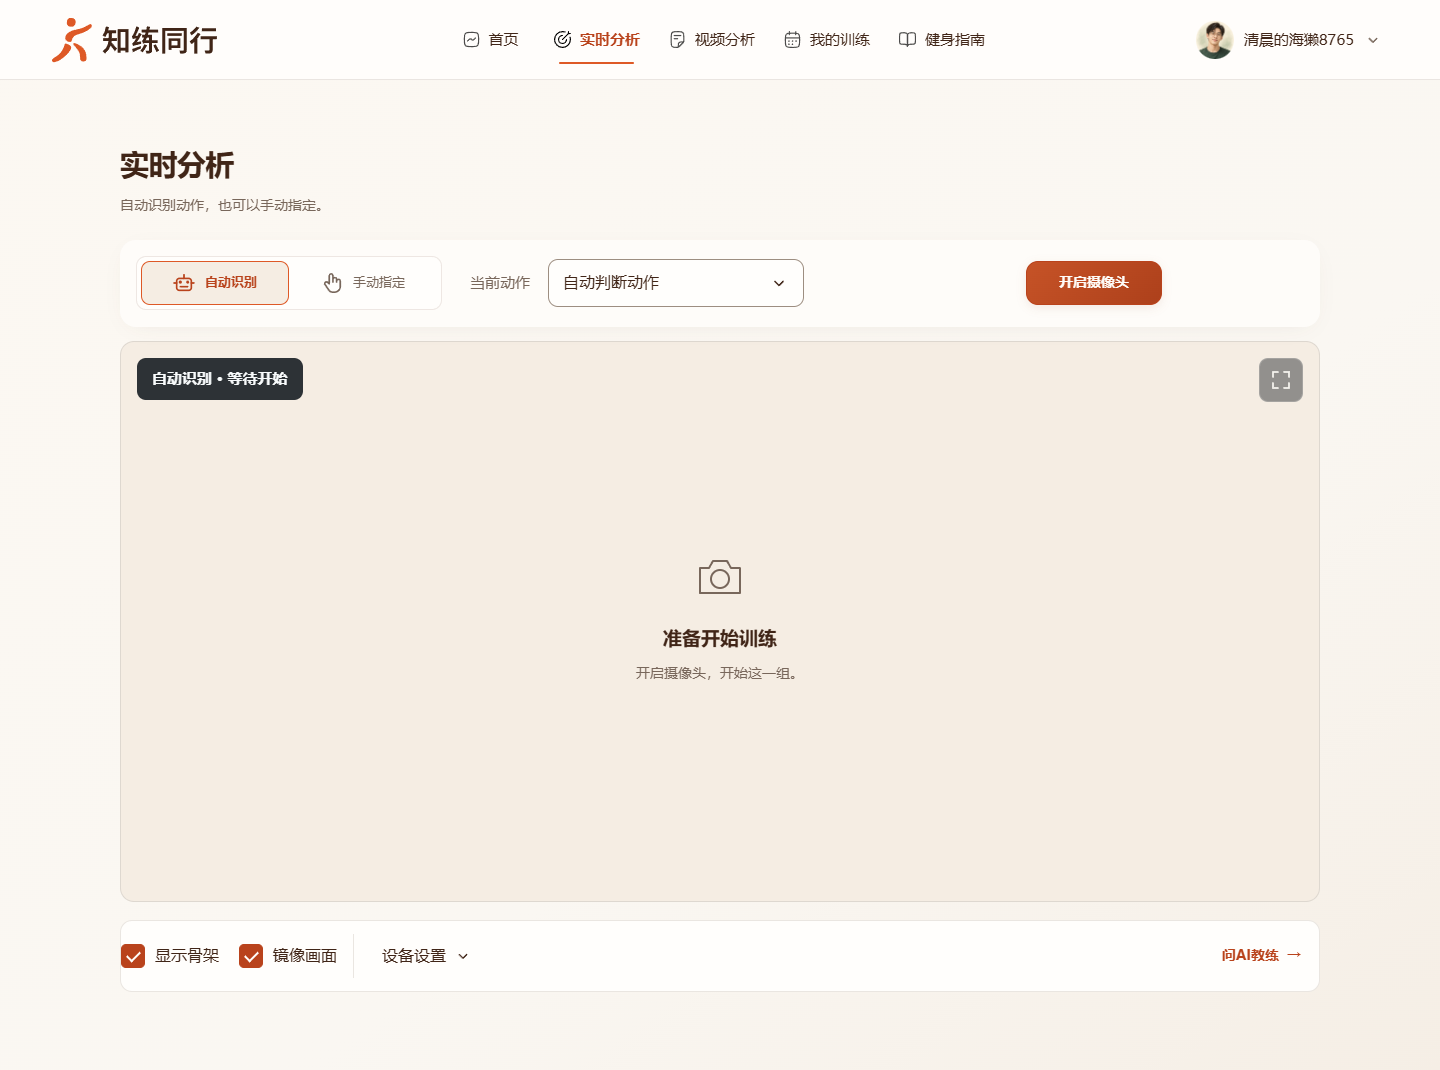 知练同行
首页
实时分析
视频分析
我的训练
健身指南
清晨的海獭8765
实时分析
自动识别动作，也可以手动指定。
自动识别
手动指定
当前动作
自动判断动作
开启摄像头
自动识别 • 等待开始
准备开始训练
开启摄像头，开始这一组。
显示骨架
镜像画面
设备设置
问AI教练 →